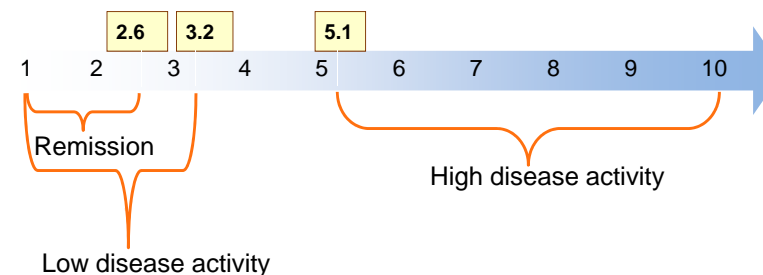 2.6 3.2 5.1
1 2 3 4 5 6 7 8 9 10
Remission
High disease activity
Low disease activity